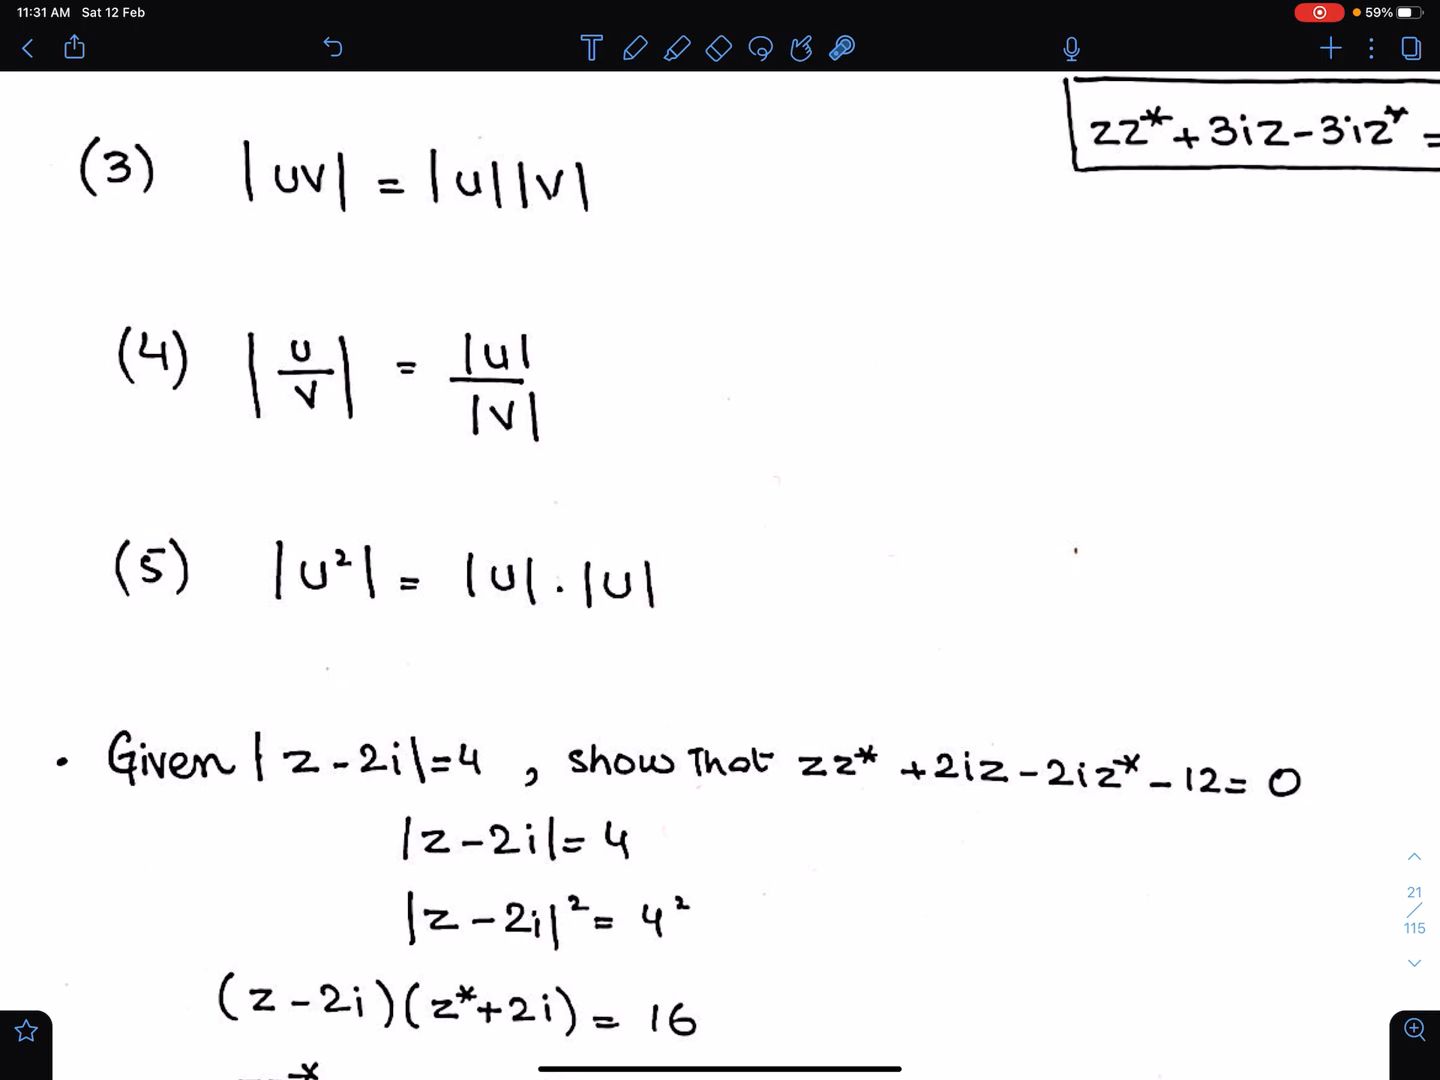 11:31 AM Sat 12 Feb
59%
zz* + 3iz - 3iz* =
(3) |uv| = |u||v|
(4) |u/v| = |u|/|v|
(5) |u²| = |u|.|u|
• Given |z - 2i| = 4 , show that zz* + 2iz - 2iz* - 12 = 0
|z - 2i| = 4
|z - 2i|² = 4²
(z - 2i)(z* + 2i) = 16
21
/
115